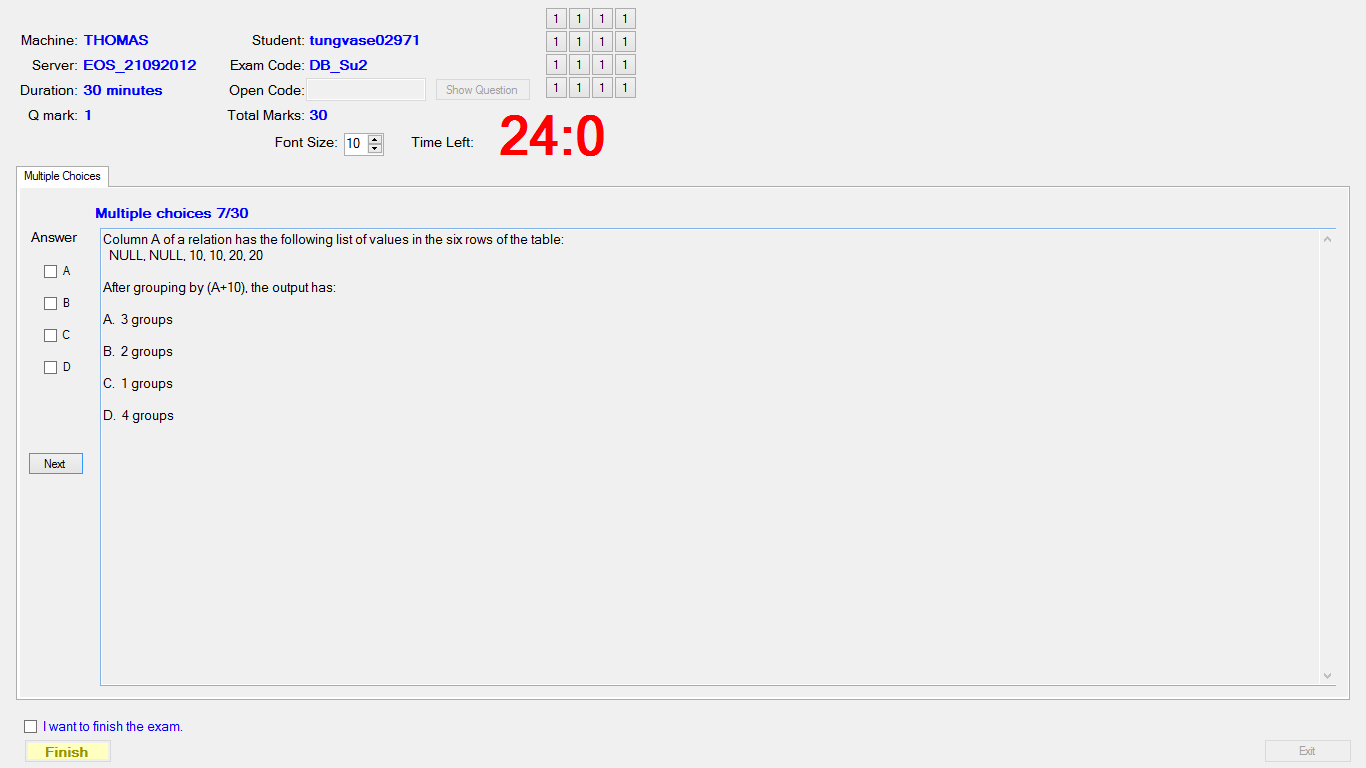 Machine: THOMAS
Student: tungvase02971
Server: EOS_21092012
Exam Code: DB_Su2
Duration: 30 minutes
Open Code:
Show Question
Q mark: 1
Total Marks: 30
1 1 1 1
1 1 1 1
1 1 1 1
1 1 1 1
Font Size: 10
Time Left: 24:0
Multiple Choices
Multiple choices 7/30
Answer
A
B
C
D
Next
Column A of a relation has the following list of values in the six rows of the table:
NULL, NULL, 10, 10, 20, 20
After grouping by (A+10), the output has:
A. 3 groups
B. 2 groups
C. 1 groups
D. 4 groups
I want to finish the exam.
Finish
Exit